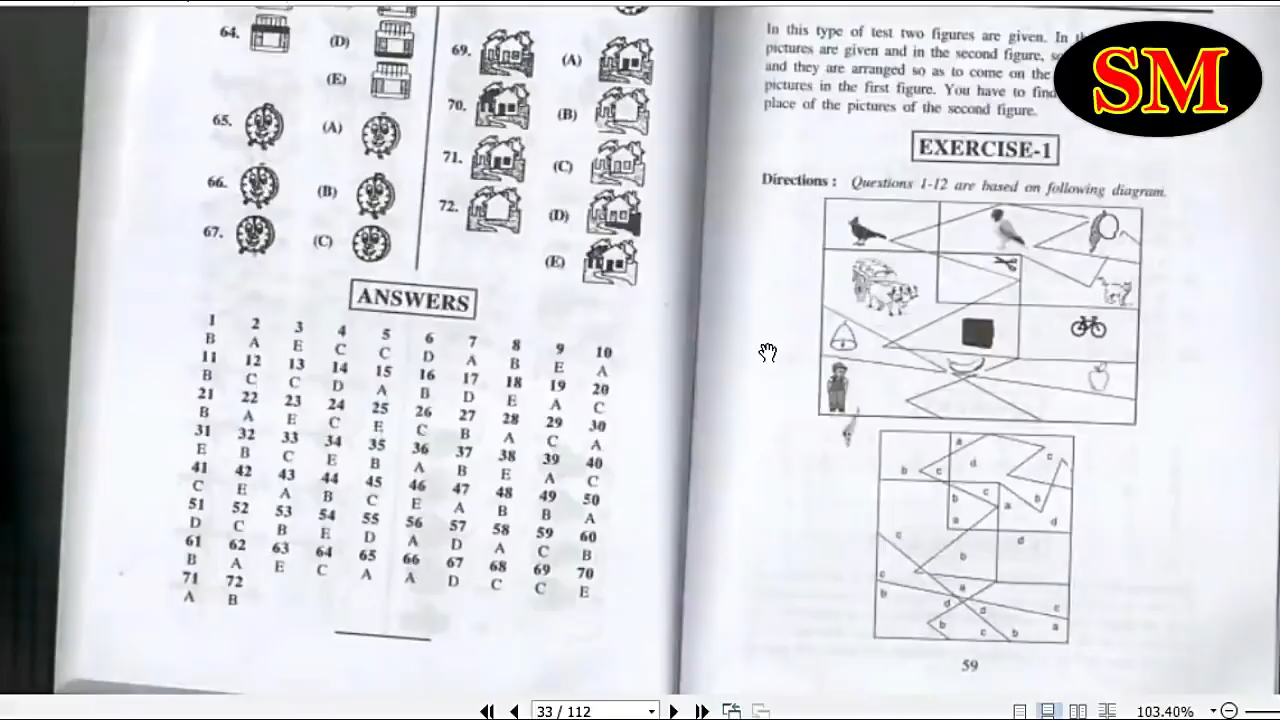 64.
(D)
(E)
65.
(A)
66.
(B)
67.
(C)
69.
(A)
70.
(B)
71.
(C)
72.
(D)
(E)
ANSWERS
1 2 3 4 5 6 7 8 9 10
B A E C C D A B E A
11 12 13 14 15 16 17 18 19 20
B C C D A B D E A C
21 22 23 24 25 26 27 28 29 30
B A E C E C B A C A
31 32 33 34 35 36 37 38 39 40
E B C E B A B E A C
41 42 43 44 45 46 47 48 49 50
C E A B C E A B B A
51 52 53 54 55 56 57 58 59 60
D C B E D A D A C B
61 62 63 64 65 66 67 68 69 70
B A E C A A D C C E
71 72
A B
In this type of test two figures are given. In
pictures are given and in the second figure,
and they are arranged so as to come on the
pictures in the first figure. You have to find
place of the pictures of the second figure.
SM
EXERCISE-1
Directions : Questions 1-12 are based on following diagram.
a
b c d c
b c a b
a d
c d
b
c
b a
d d c
b c b a
59
33 / 112
103.40%